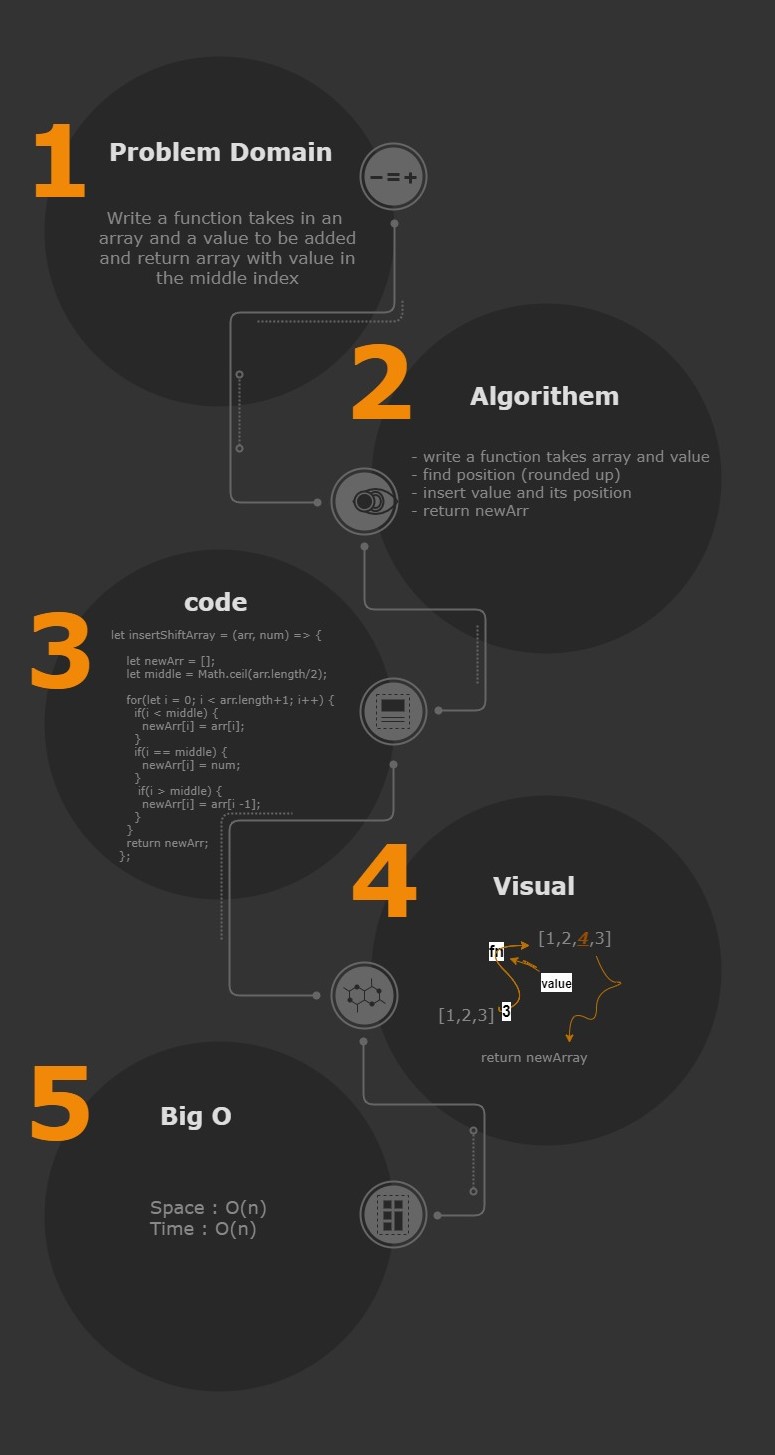 1
Problem Domain
- = +
Write a function takes in an
array and a value to be added
and return array with value in
the middle index
2
Algorithem
- write a function takes array and value
- find position (rounded up)
- insert value and its position
- return newArr
3
code
let insertShiftArray = (arr, num) => {
let newArr = [];
let middle = Math.ceil(arr.length/2);
for(let i = 0; i < arr.length+1; i++) {
if(i < middle) {
newArr[i] = arr[i];
}
if(i == middle) {
newArr[i] = num;
}
if(i > middle) {
newArr[i] = arr[i -1];
}
}
return newArr;
};
4
Visual
[1,2,4,3]
fn
value
[1,2,3] 3
return newArray
5
Big O
Space : O(n)
Time : O(n)